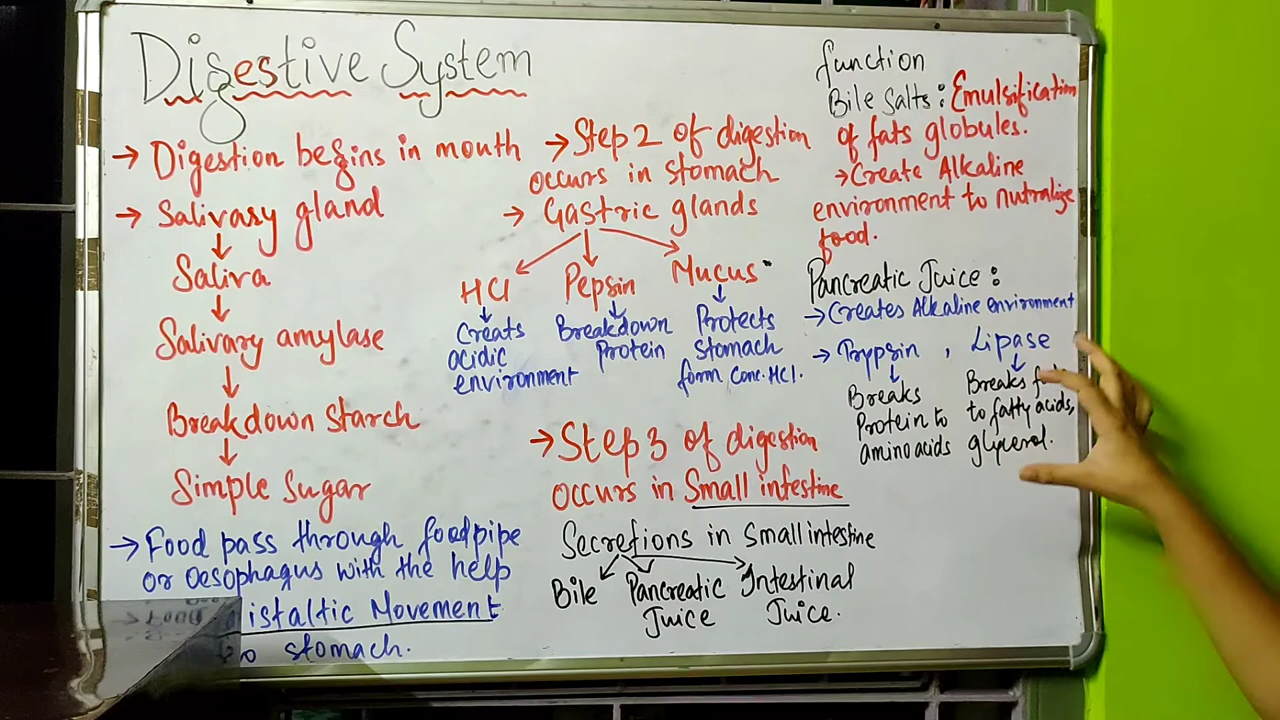 Digestive System
→ Digestion begins in mouth
→ Salivary gland
↓
Saliva
↓
Salivary amylase
↓
Breakdown Starch
↓
Simple Sugar
→ Food pass through foodpipe
or oesophagus with the help
istaltic Movement
o stomach.
→ Step 2 of digestion
occurs in stomach
→ Gastric glands
HCl Pepsin Mucus
Creats
acidic
environment
Breakdown
Protein
Protects
Stomach
form Conc. HCl.
→ Step 3 of digestion
occurs in Small intestine
Secretions in Small intestine
Bile Pancreatic
Juice
Intestinal
Juice.
function
Bile Salts: Emulsification
of fats globules.
→ Create Alkaline
environment to nutralize
food.
Pancreatic Juice:
→ Creates Alkaline environment
→ Trypsin , Lipase
Breaks
Protein to
amino acids
Breaks
to fatty acids,
glycerol.